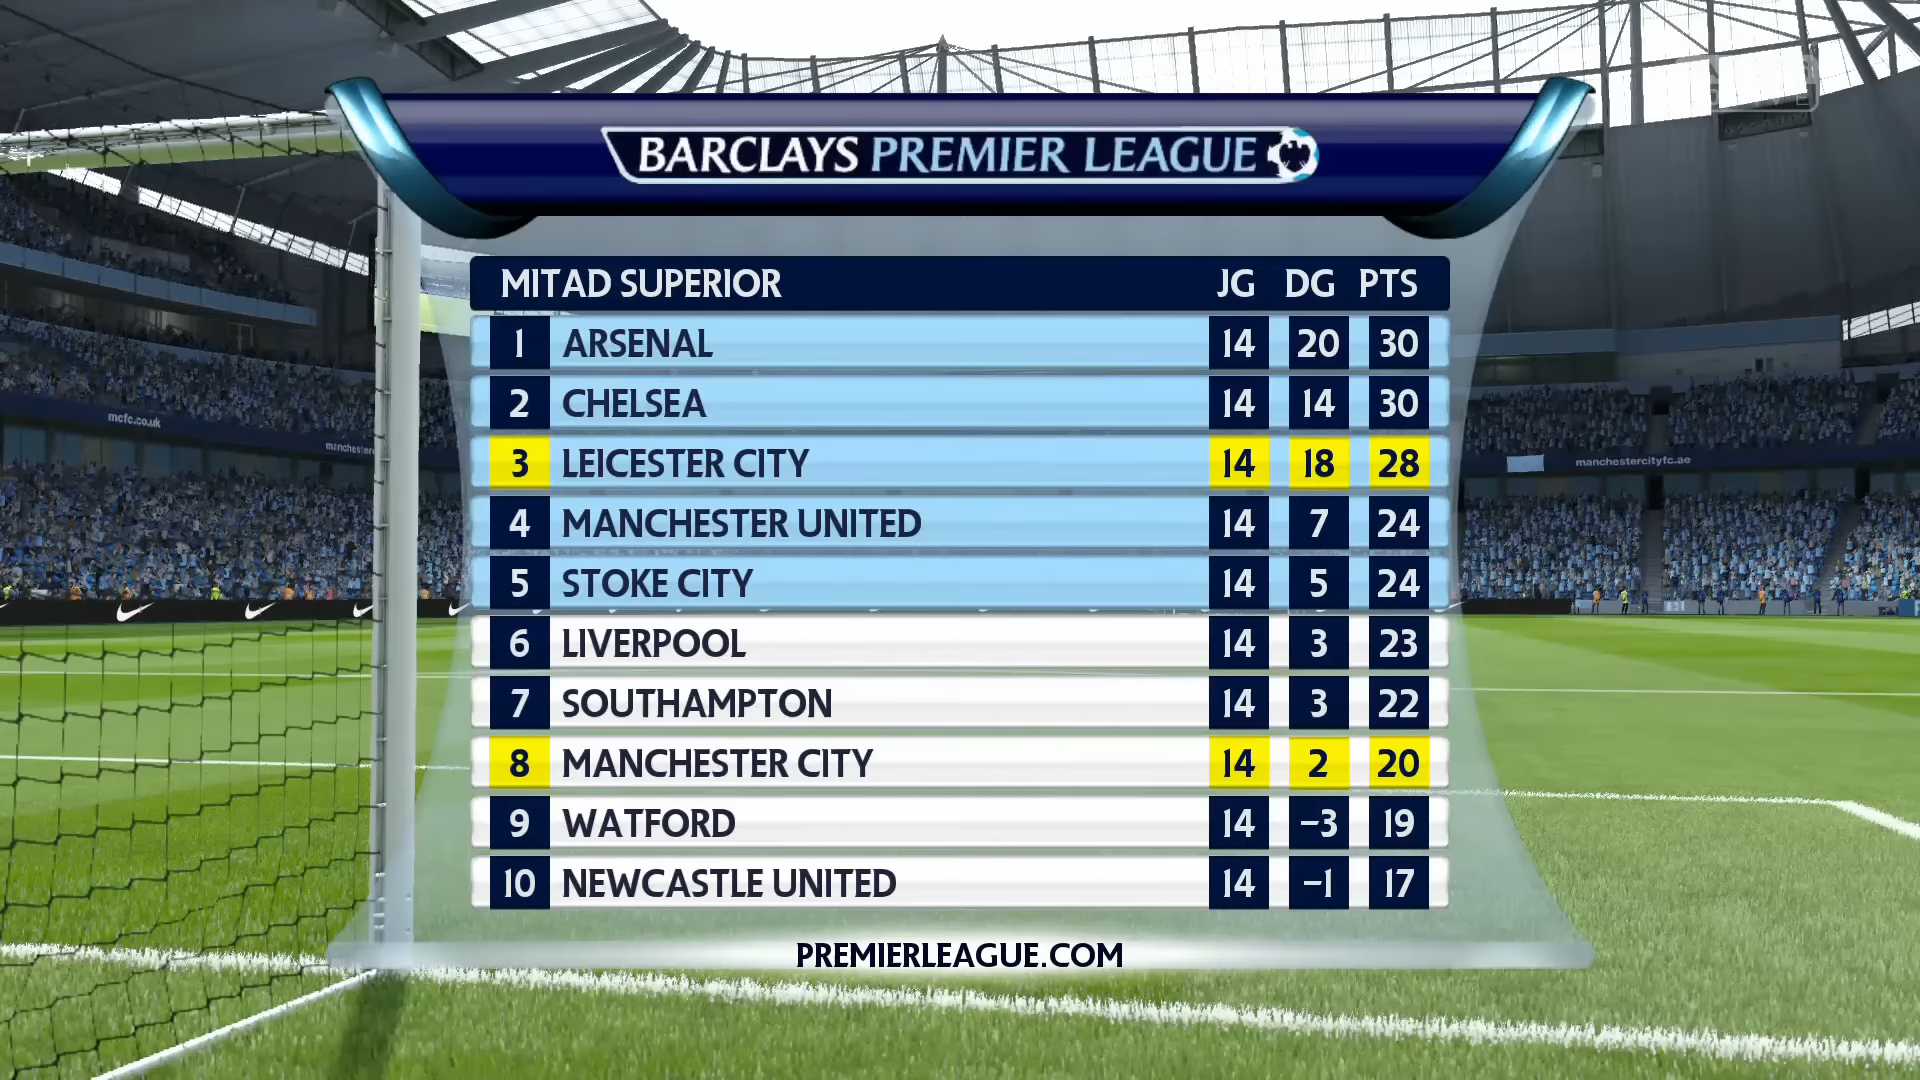 BARCLAYS PREMIER LEAGUE
MITAD SUPERIOR JG DG PTS
1 ARSENAL 14 20 30
2 CHELSEA 14 14 30
3 LEICESTER CITY 14 18 28
4 MANCHESTER UNITED 14 7 24
5 STOKE CITY 14 5 24
6 LIVERPOOL 14 3 23
7 SOUTHAMPTON 14 3 22
8 MANCHESTER CITY 14 2 20
9 WATFORD 14 -3 19
10 NEWCASTLE UNITED 14 -1 17
PREMIERLEAGUE.COM
mcfc.co.uk
manchestercityfc.ae